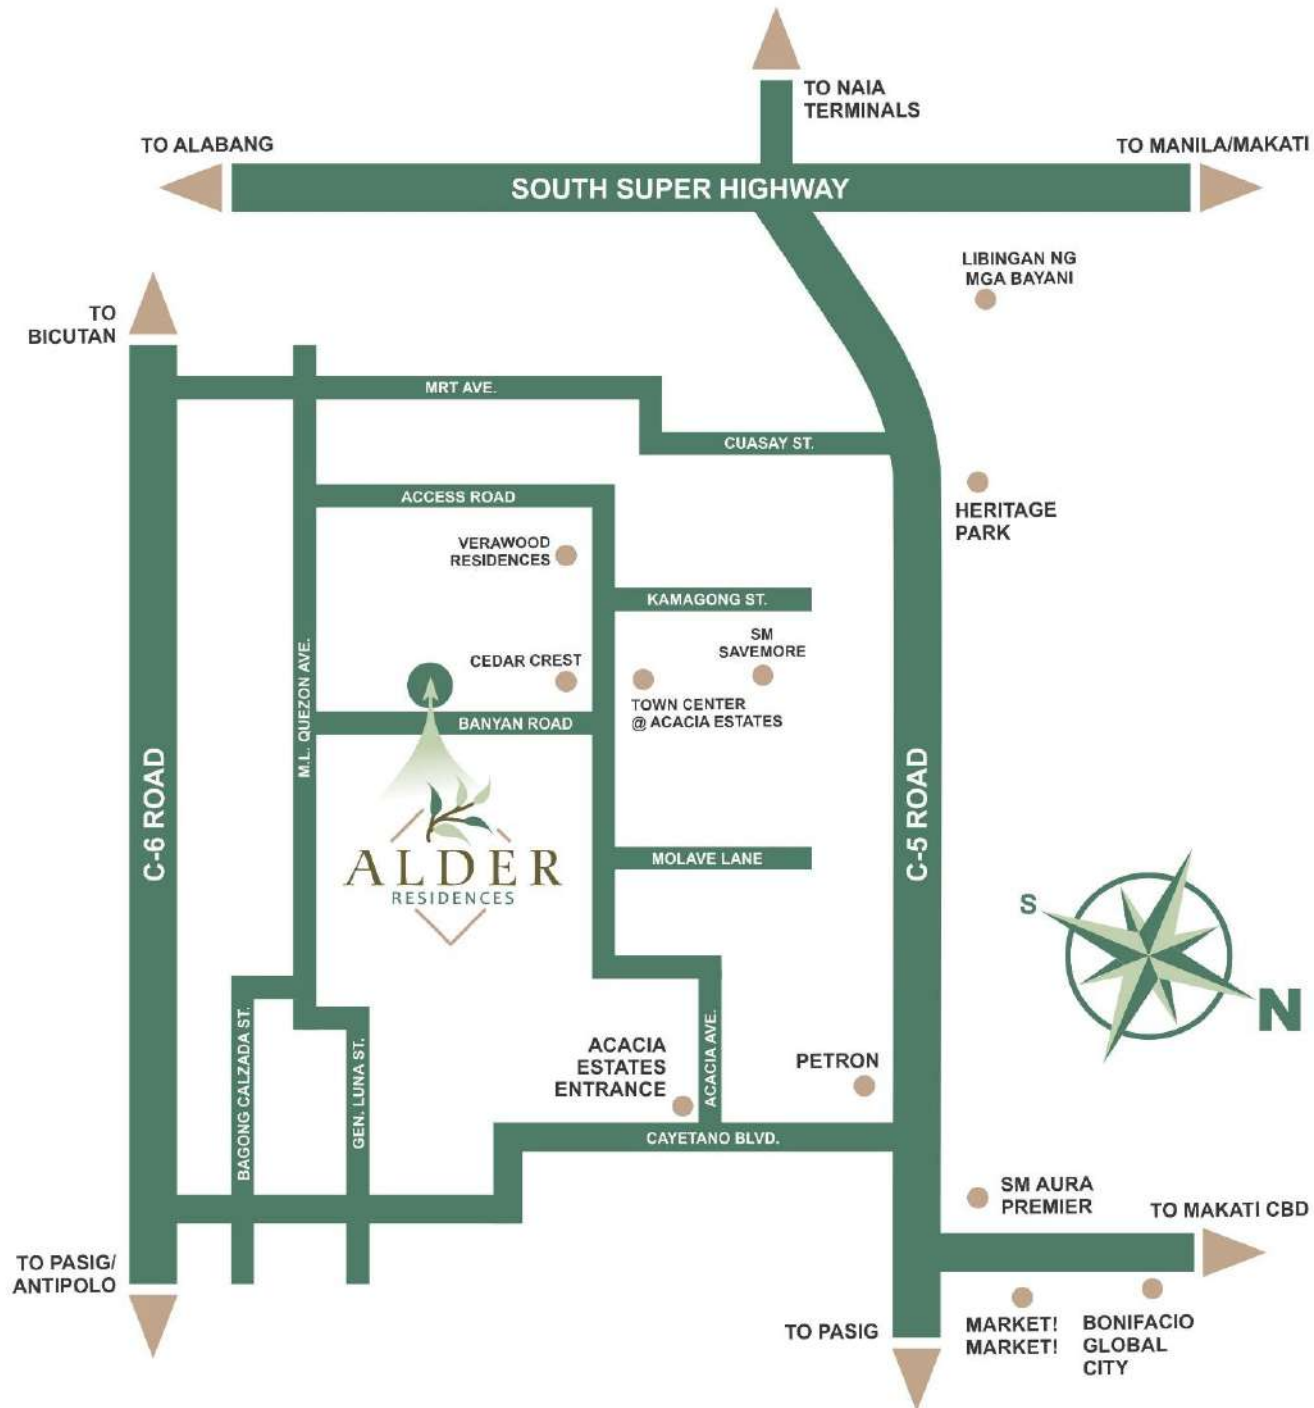 TO NAIA
TERMINALS
TO ALABANG
TO MANILA/MAKATI
SOUTH SUPER HIGHWAY
LIBINGAN NG
MGA BAYANI
TO
BICUTAN
MRT AVE.
CUASAY ST.
ACCESS ROAD
HERITAGE
PARK
VERAWOOD
RESIDENCES
KAMAGONG ST.
SM
SAVEMORE
CEDAR CREST
TOWN CENTER
@ ACACIA ESTATES
M.L. QUEZON AVE.
BANYAN ROAD
C-6 ROAD
C-5 ROAD
ALDER
RESIDENCES
MOLAVE LANE
S
N
BAGONG CALZADA ST.
GEN. LUNA ST.
ACACIA
ESTATES
ENTRANCE
ACACIA AVE.
PETRON
CAYETANO BLVD.
SM AURA
PREMIER
TO MAKATI CBD
TO PASIG/
ANTIPOLO
TO PASIG
MARKET!
MARKET!
BONIFACIO
GLOBAL
CITY